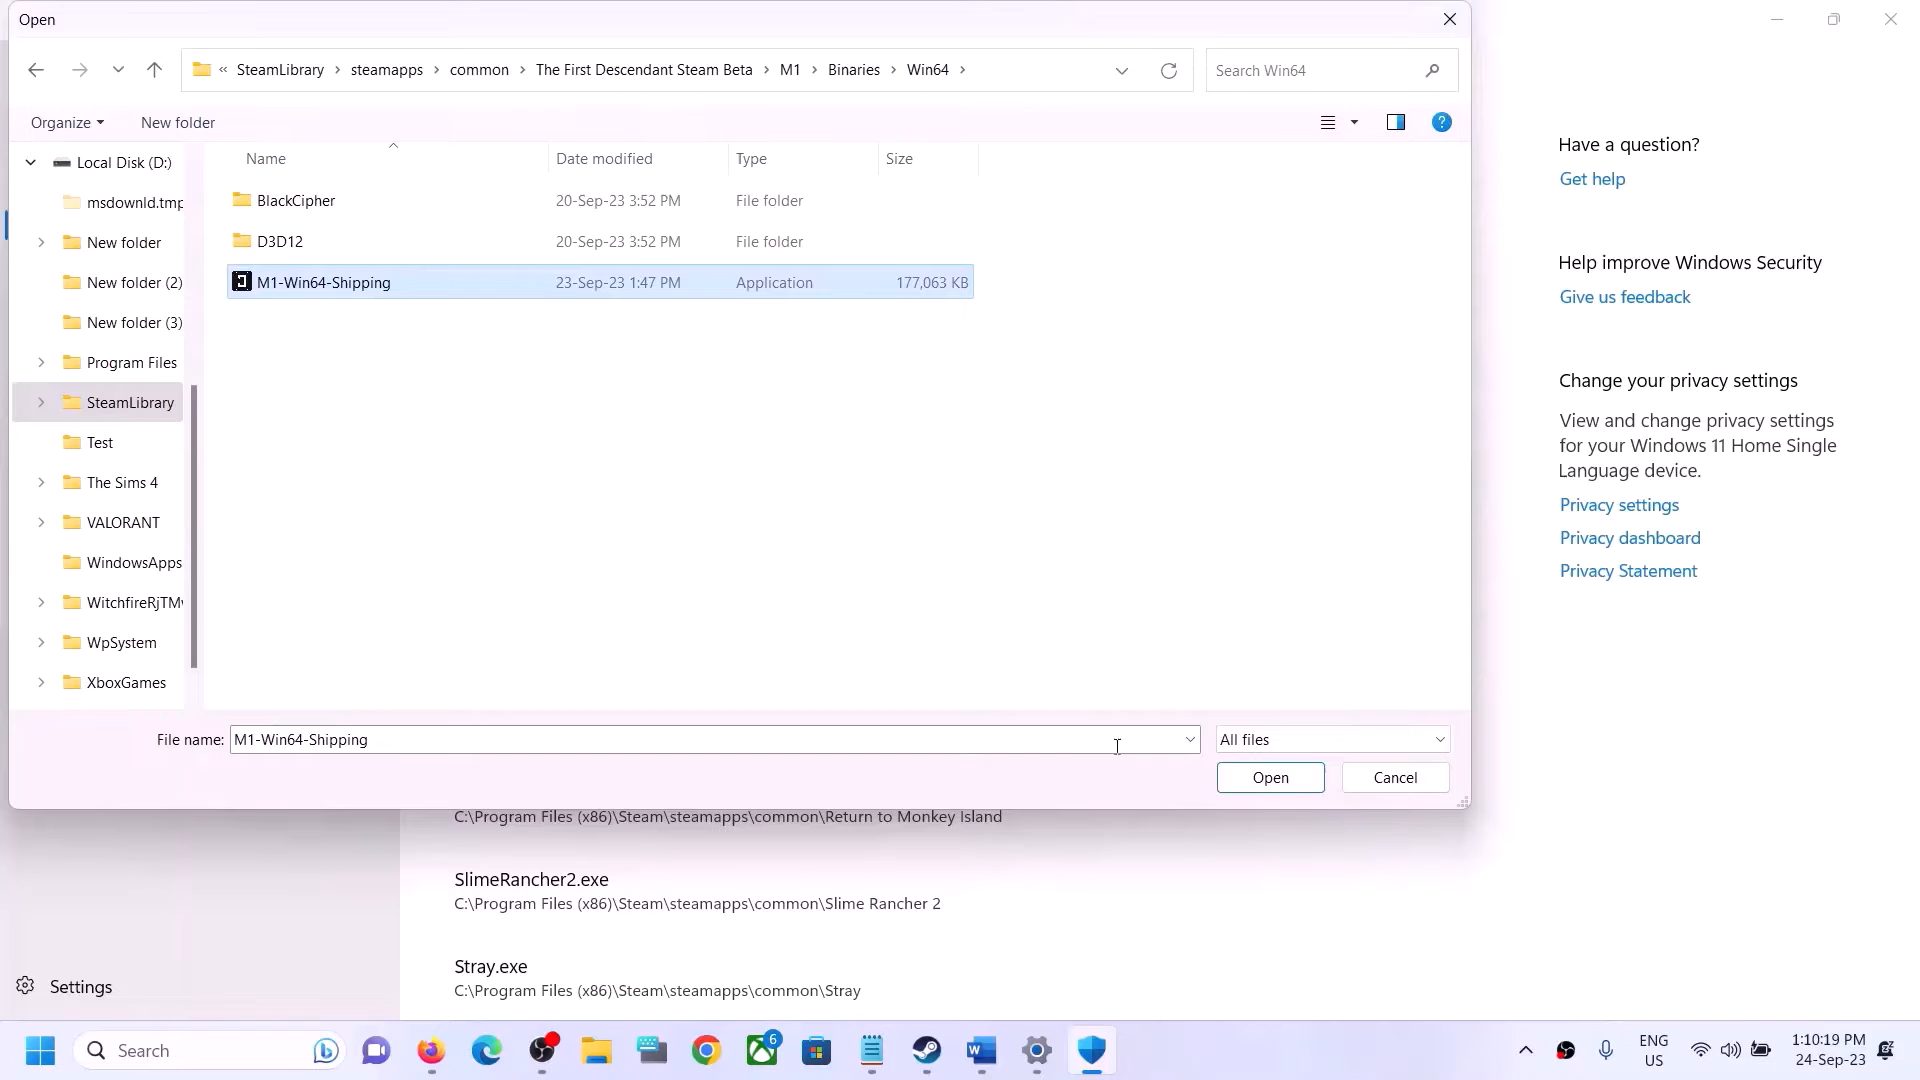 Open
« SteamLibrary › steamapps › common › The First Descendant Steam Beta › M1 › Binaries › Win64 ›
Search Win64
Organize
New folder
Name
Date modified
Type
Size
Local Disk (D:)
msdownld.tmp
New folder
New folder (2)
New folder (3)
Program Files
SteamLibrary
Test
The Sims 4
VALORANT
WindowsApps
WitchfireRjTM
WpSystem
XboxGames
BlackCipher 20-Sep-23 3:52 PM File folder
D3D12 20-Sep-23 3:52 PM File folder
M1-Win64-Shipping 23-Sep-23 1:47 PM Application 177,063 KB
File name: M1-Win64-Shipping
All files
Open
Cancel
Have a question?
Get help
Help improve Windows Security
Give us feedback
Change your privacy settings
View and change privacy settings
for your Windows 11 Home Single
Language device.
Privacy settings
Privacy dashboard
Privacy Statement
C:\Program Files (x86)\Steam\steamapps\common\Return to Monkey Island
SlimeRancher2.exe
C:\Program Files (x86)\Steam\steamapps\common\Slime Rancher 2
Stray.exe
C:\Program Files (x86)\Steam\steamapps\common\Stray
Settings
Search
6
ENG
US
1:10:19 PM
24-Sep-23